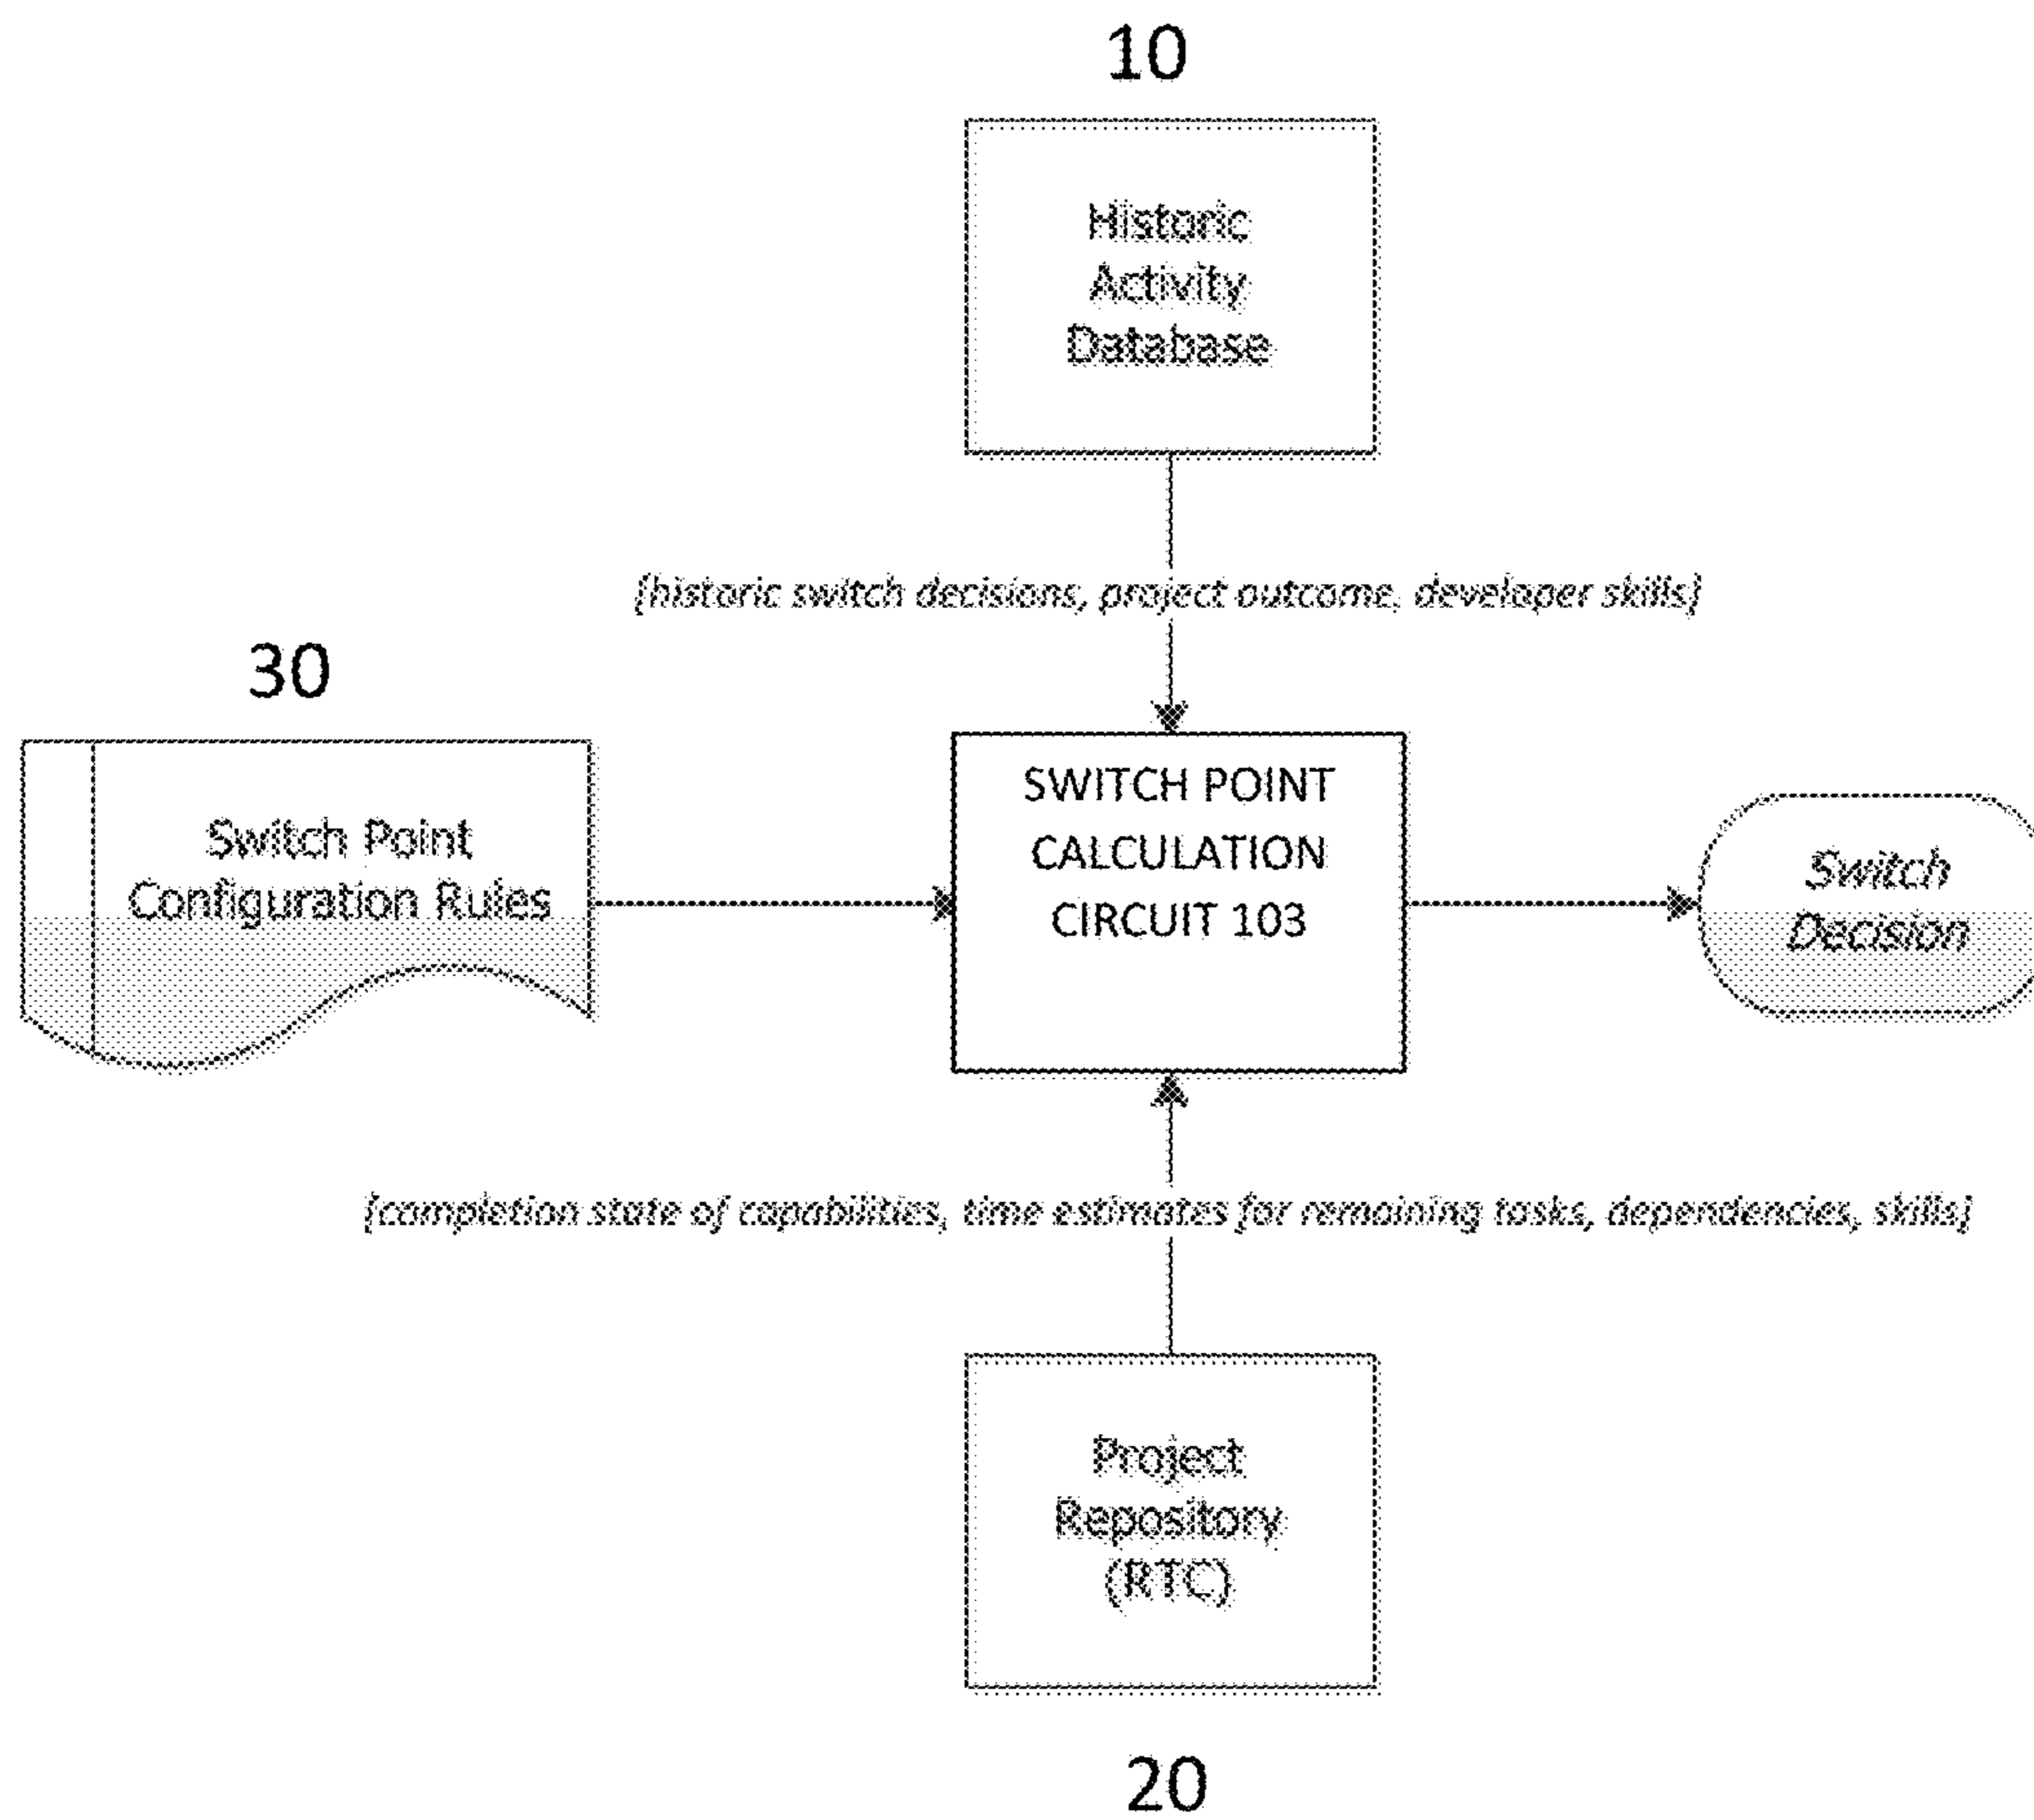 10
Historic
Activity
Database
[historic switch decisions, project outcome, developer skills]
30
Switch Point
Configuration Rules
SWITCH POINT
CALCULATION
CIRCUIT 103
Switch
Decision
[completion state of capabilities, time estimates for remaining tasks, dependencies, skills]
Project
Repository
(RTC)
20